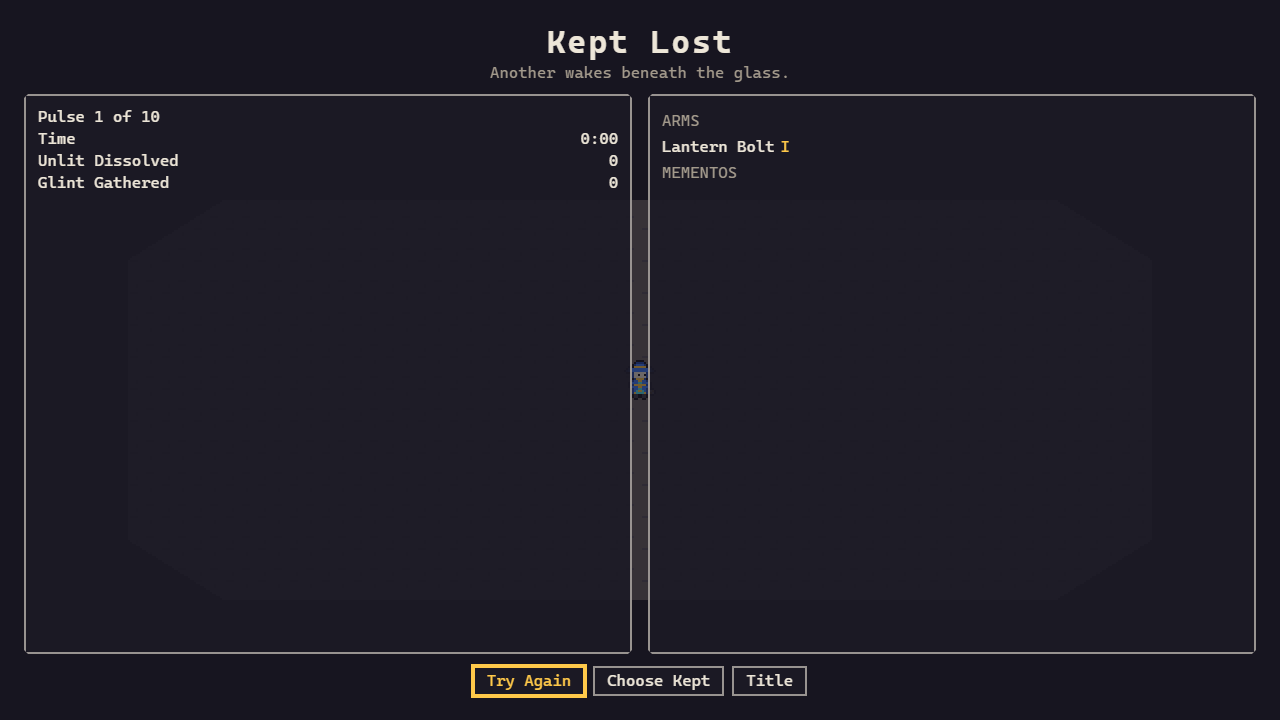 Kept Lost
Another wakes beneath the glass.
Pulse 1 of 10
Time 0:00
Unlit Dissolved 0
Glint Gathered 0
ARMS
Lantern Bolt I
MEMENTOS
Try Again
Choose Kept
Title